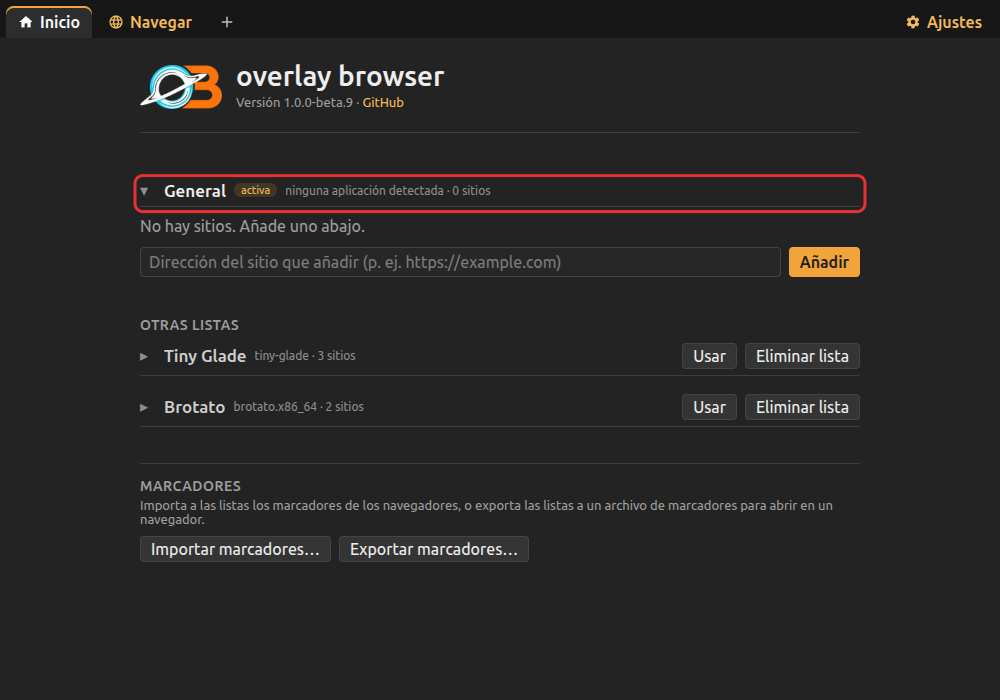 Inicio Navegar + Ajustes
OB
overlay browser
Versión 1.0.0-beta.9 · GitHub
General activa ninguna aplicación detectada · 0 sitios
No hay sitios. Añade uno abajo.
Dirección del sitio que añadir (p. ej. https://example.com) Añadir
OTRAS LISTAS
Tiny Glade tiny-glade · 3 sitios Usar Eliminar lista
Brotato brotato.x86_64 · 2 sitios Usar Eliminar lista
MARCADORES
Importa a las listas los marcadores de los navegadores, o exporta las listas a un archivo de marcadores para abrir en un
navegador.
Importar marcadores... Exportar marcadores...